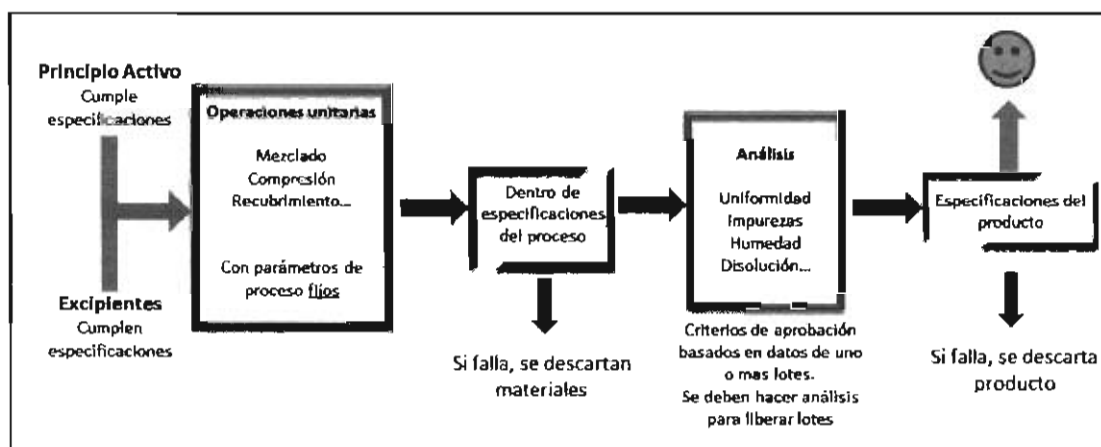 Principio Activo
Cumple
especificaciones
Excipientes
Cumplen
especificaciones
Operaciones unitarias
Mezclado
Compresión
Recubrimiento...
Con parámetros de
proceso fijos
Dentro de
especificaciones
del proceso
Si falla, se descartan
materiales
Análisis
Uniformidad
Impurezas
Humedad
Disolución...
Criterios de aprobación
basados en datos de uno
o mas lotes.
Se deben hacer análisis
para liberar lotes
Especificaciones del
producto
Si falla, se descarta
producto